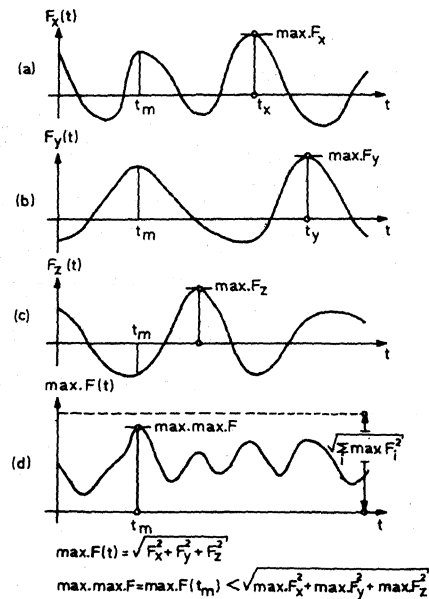 Fx(t)
max.Fx
(a)
tm
tx
t
Fy(t)
max.Fy
(b)
tm
ty
t
Fz(t)
max.Fz
(c)
tm
t
max.F(t)
max.max.F
(d)
√Σi max Fi²
tm
t
max.F(t) = √Fx²+Fy²+Fz²
max.max.F=max.F(tm) < √max.Fx²+max.Fy²+max.Fz²